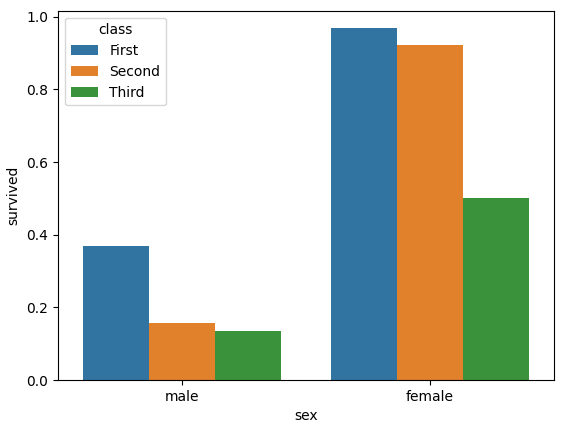 class
First
Second
Third
1.0
0.8
0.6
0.4
0.2
0.0
survived
male
female
sex